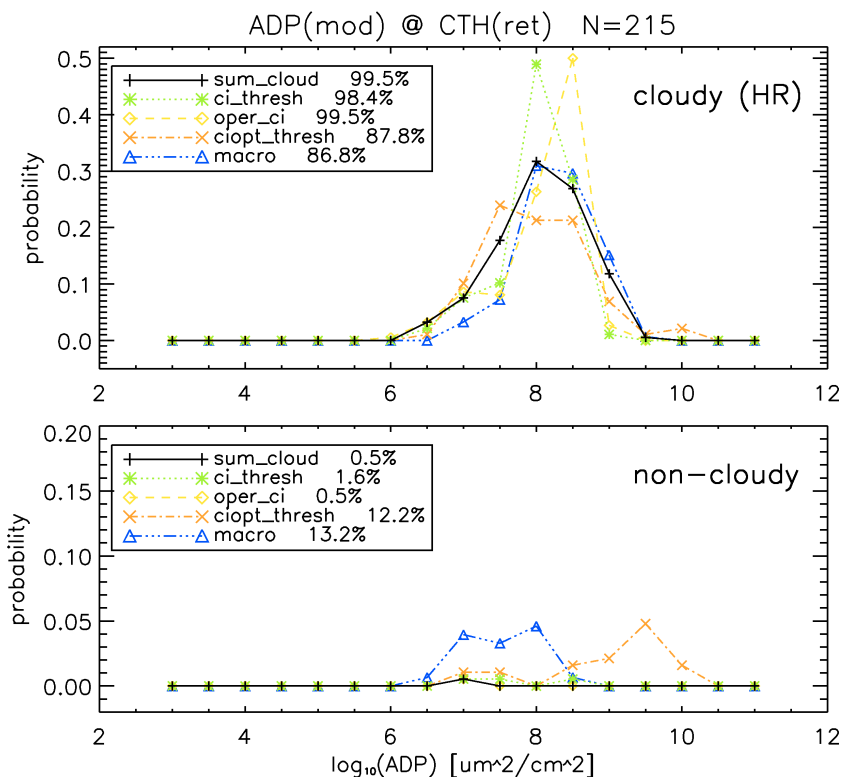 ADP(mod) @ CTH(ret) N=215
0.5
0.4
0.3
0.2
0.1
0.0
probability
sum_cloud 99.5%
ci_thresh 98.4%
oper_ci 99.5%
ciopt_thresh 87.8%
macro 86.8%
cloudy (HR)
2 4 6 8 10 12
0.20
0.15
0.10
0.05
0.00
probability
sum_cloud 0.5%
ci_thresh 1.6%
oper_ci 0.5%
ciopt_thresh 12.2%
macro 13.2%
non-cloudy
2 4 6 8 10 12
log₁₀(ADP) [um^2/cm^2]